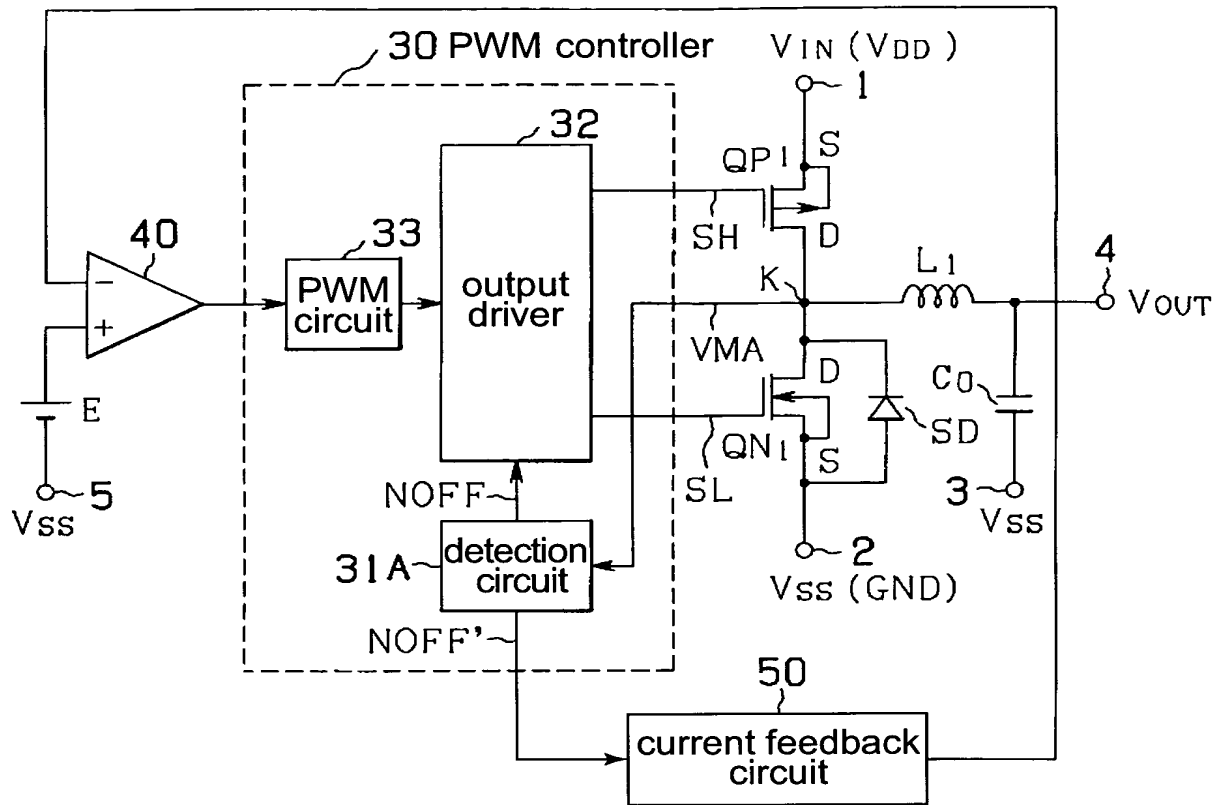 30 PWM controller
VIN (VDD)
1
32
QP1
S
SH
D
40
33
PWM
circuit
output
driver
K
L1
4
VOUT
−
+
VMA
E
D
C0
SD
QN1
S
SL
5
VSS
NOFF
3
VSS
31A
detection
circuit
2
VSS (GND)
NOFF'
50
current feedback
circuit